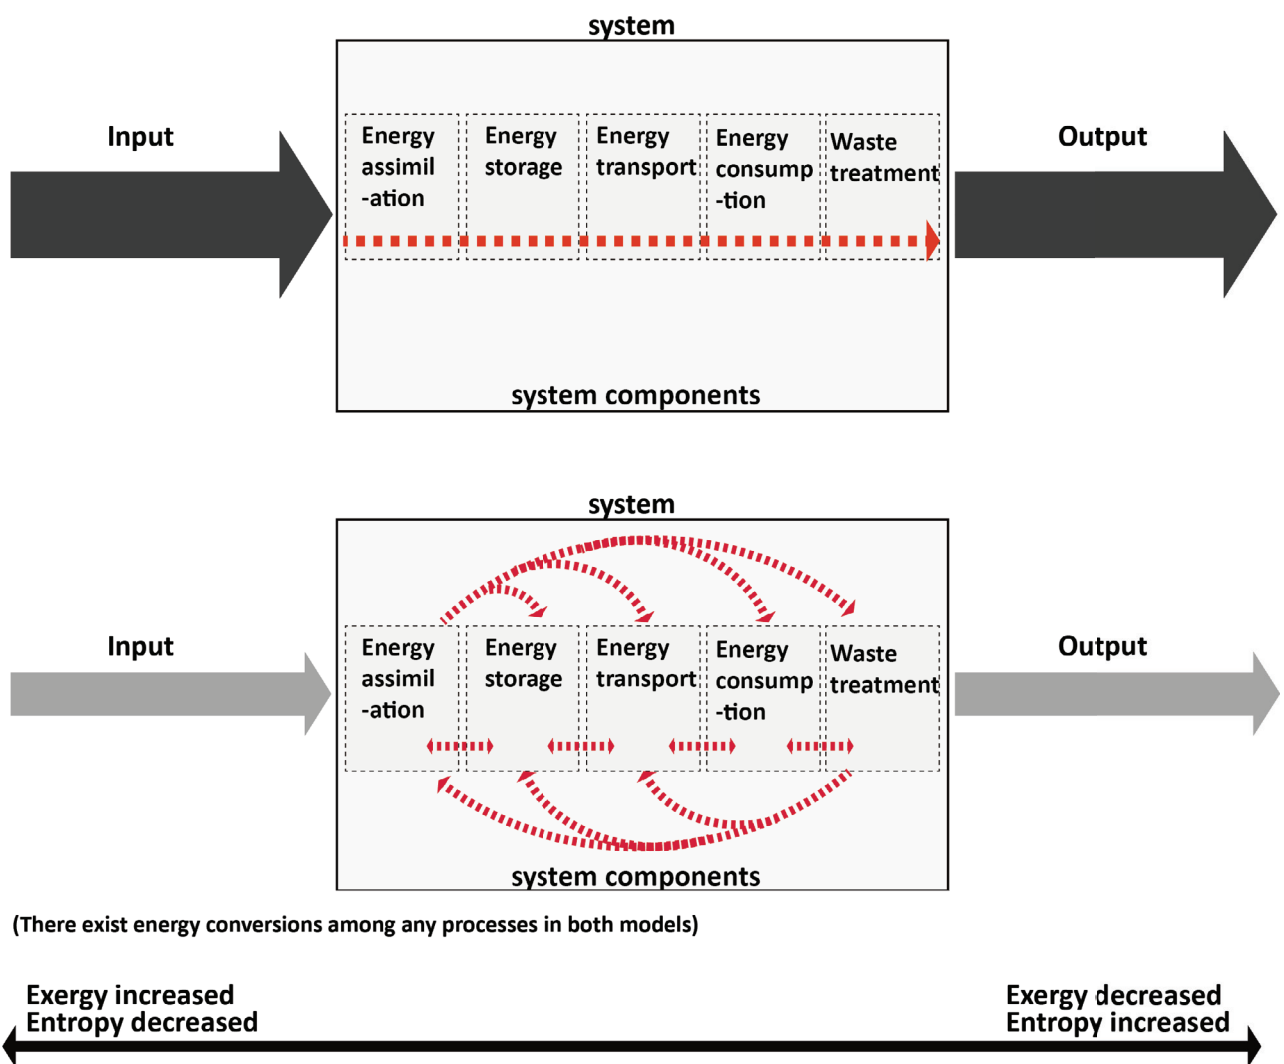 system
Input
Output
Energy
assimil
-ation
Energy
storage
Energy
transport
Energy
consump
-tion
Waste
treatment
system components
system
Input
Output
Energy
assimil
-ation
Energy
storage
Energy
transport
Energy
consump
-tion
Waste
treatment
system components
(There exist energy conversions among any processes in both models)
Exergy increased
Entropy decreased
Exergy decreased
Entropy increased